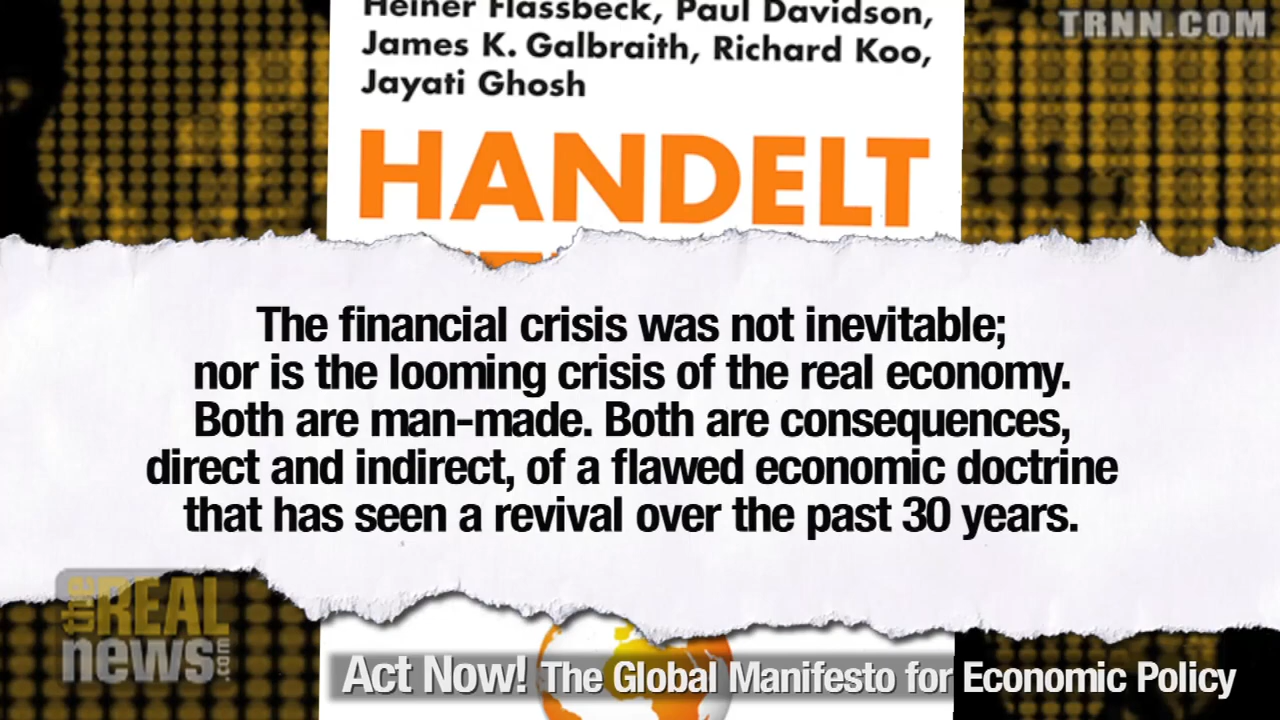 Heiner Flassbeck, Paul Davidson,
TRNN.COM
James K. Galbraith, Richard Koo,
Jayati Ghosh
HANDELT
The financial crisis was not inevitable;
nor is the looming crisis of the real economy.
Both are man-made. Both are consequences,
direct and indirect, of a flawed economic doctrine
that has seen a revival over the past 30 years.
the REAL
news.com
Act Now! The Global Manifesto for Economic Policy